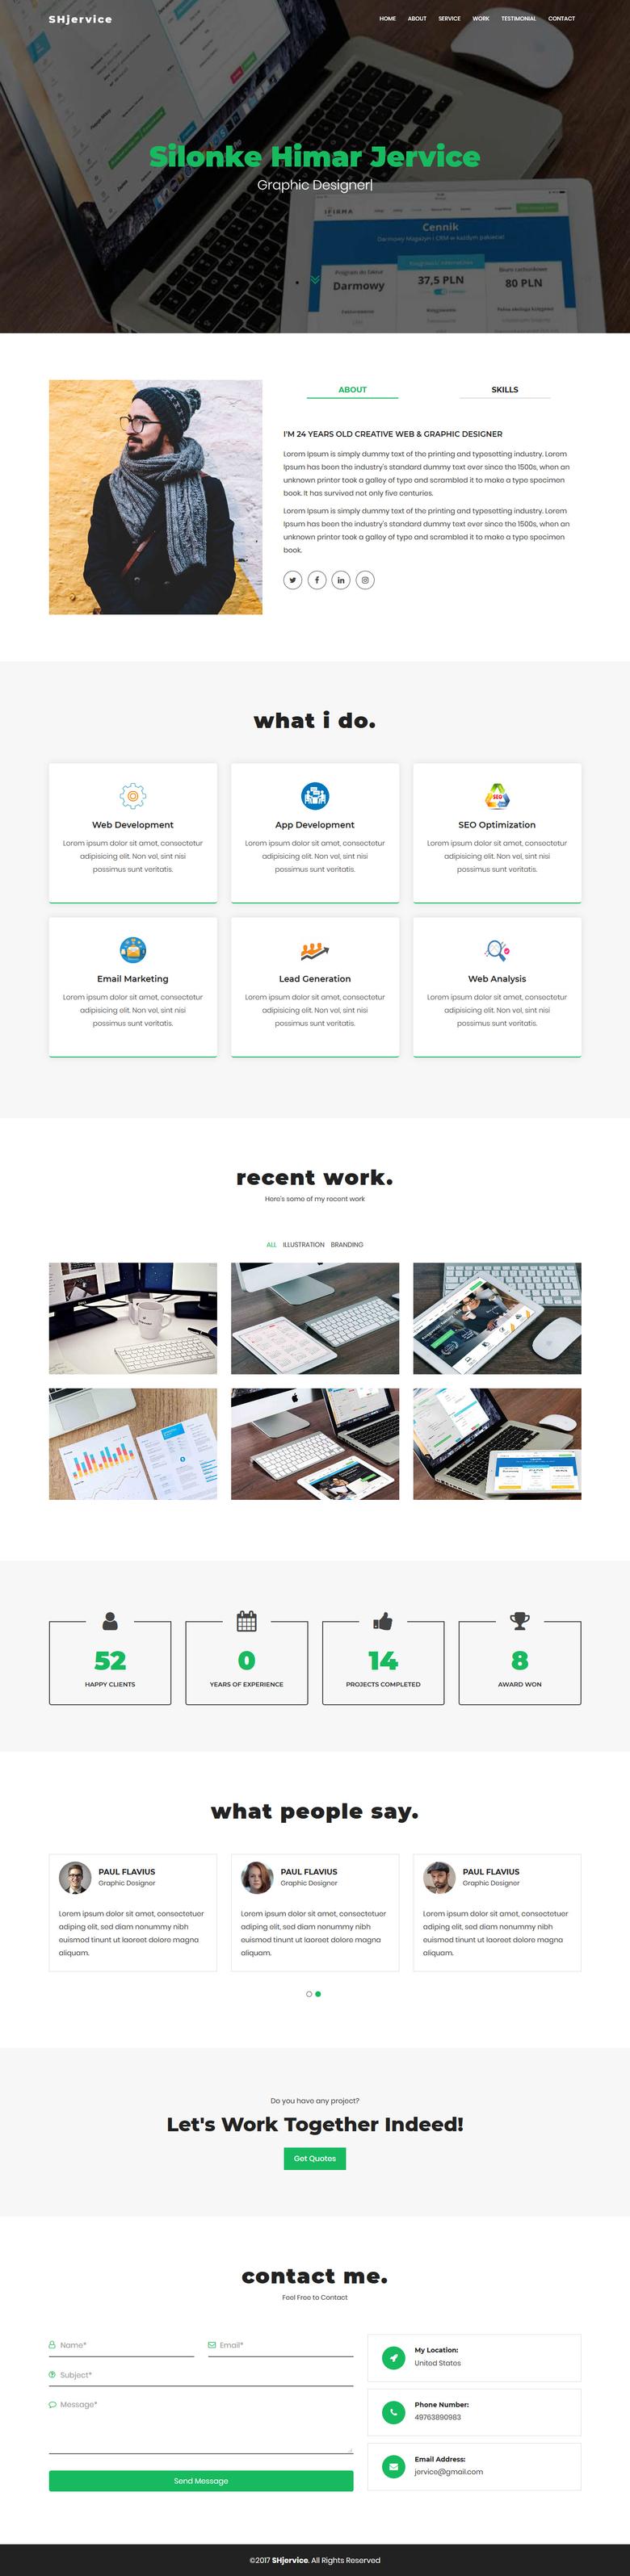 SHjervice
HOME ABOUT SERVICE WORK TESTIMONIAL CONTACT
Silonke Himar Jervice
Graphic Designer|
Cennik
Darmowy Magazyn i CRM w każdym pakiecie!
Program do faktur
Darmowy
37,5 PLN
Biuro rachunkowe
80 PLN
ABOUT SKILLS
I'M 24 YEARS OLD CREATIVE WEB & GRAPHIC DESIGNER
Lorem Ipsum is simply dummy text of the printing and typesetting industry. Lorem
Ipsum has been the industry's standard dummy text ever since the 1500s, when an
unknown printer took a galley of type and scrambled it to make a type specimen
book. It has survived not only five centuries.
Lorem Ipsum is simply dummy text of the printing and typesetting industry. Lorem
Ipsum has been the industry's standard dummy text ever since the 1500s, when an
unknown printer took a galley of type and scrambled it to make a type specimen
book.
what i do.
Web Development
Lorem ipsum dolor sit amet, consectetur
adipisicing elit. Non vel, sint nisi
possimus sunt veritatis.
App Development
Lorem ipsum dolor sit amet, consectetur
adipisicing elit. Non vel, sint nisi
possimus sunt veritatis.
SEO
SEO Optimization
Lorem ipsum dolor sit amet, consectetur
adipisicing elit. Non vel, sint nisi
possimus sunt veritatis.
Email Marketing
Lorem ipsum dolor sit amet, consectetur
adipisicing elit. Non vel, sint nisi
possimus sunt veritatis.
Lead Generation
Lorem ipsum dolor sit amet, consectetur
adipisicing elit. Non vel, sint nisi
possimus sunt veritatis.
Web Analysis
Lorem ipsum dolor sit amet, consectetur
adipisicing elit. Non vel, sint nisi
possimus sunt veritatis.
recent work.
Here's some of my recent work
ALL ILLUSTRATION BRANDING
52
HAPPY CLIENTS
0
YEARS OF EXPERIENCE
14
PROJECTS COMPLETED
8
AWARD WON
what people say.
PAUL FLAVIUS
Graphic Designer
Lorem ipsum dolor sit amet, consectetuer
adiping elit, sed diam nonummy nibh
euismod tinunt ut laoreet dolore magna
aliquam.
PAUL FLAVIUS
Graphic Designer
Lorem ipsum dolor sit amet, consectetuer
adiping elit, sed diam nonummy nibh
euismod tinunt ut laoreet dolore magna
aliquam.
PAUL FLAVIUS
Graphic Designer
Lorem ipsum dolor sit amet, consectetuer
adiping elit, sed diam nonummy nibh
euismod tinunt ut laoreet dolore magna
aliquam.
Do you have any project?
Let's Work Together Indeed!
Get Quotes
contact me.
Feel Free to Contact
Name*
Email*
Subject*
Message*
Send Message
My Location:
United States
Phone Number:
49763890983
Email Address:
jervice@gmail.com
©2017 SHjervice. All Rights Reserved